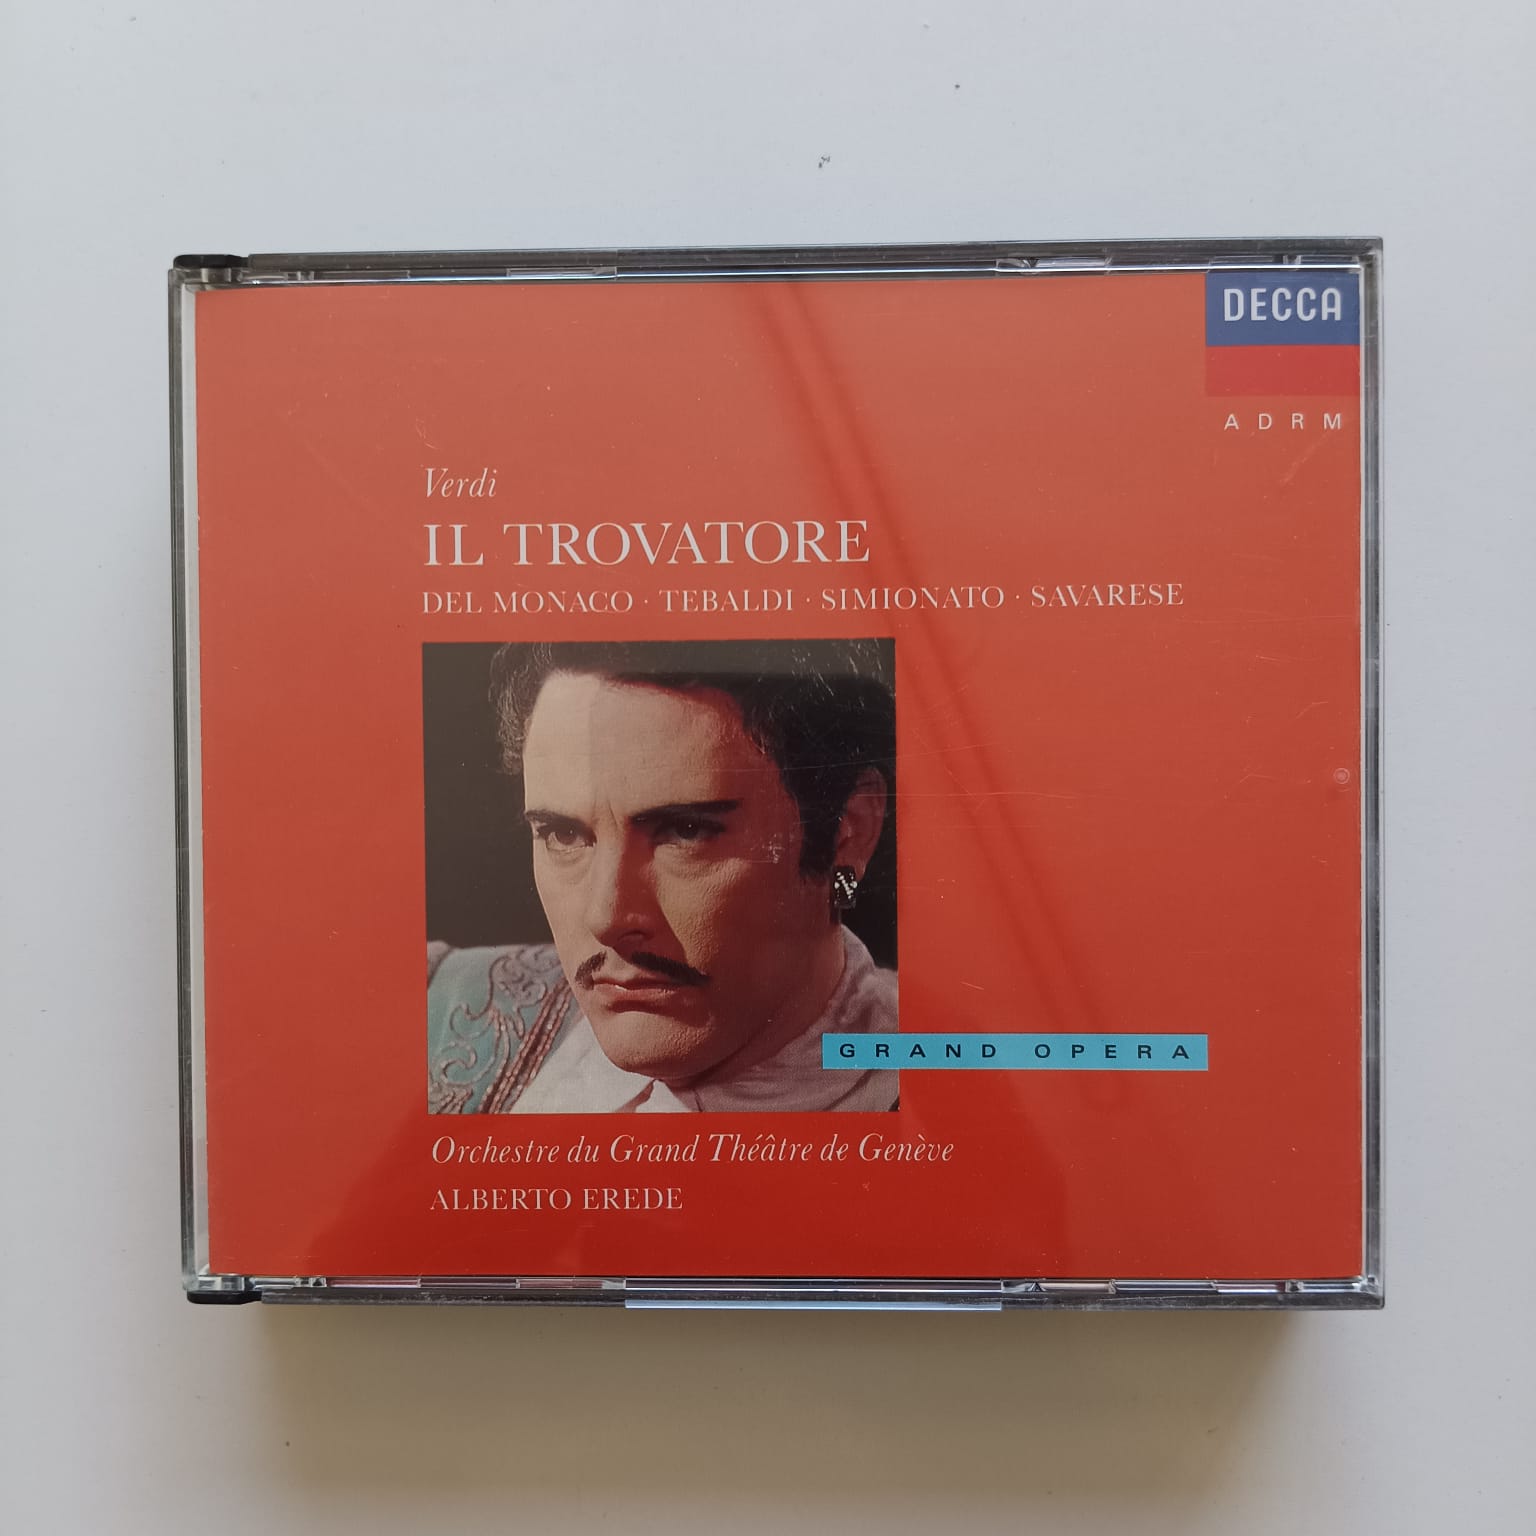 DECCA
ADRM
Verdi
IL TROVATORE
DEL MONACO · TEBALDI · SIMIONATO · SAVARESE
GRAND OPERA
Orchestre du Grand Théâtre de Genève
ALBERTO EREDE